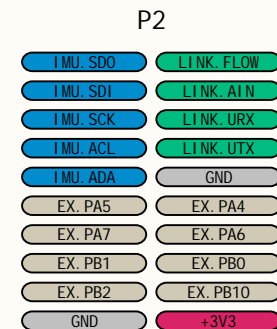 P2
IMU.SDO LINK.FLOW
IMU.SDI LINK.AIN
IMU.SCK LINK.URX
IMU.ACL LINK.UTX
IMU.ADA GND
EX.PA5 EX.PA4
EX.PA7 EX.PA6
EX.PB1 EX.PB0
EX.PB2 EX.PB10
GND +3V3